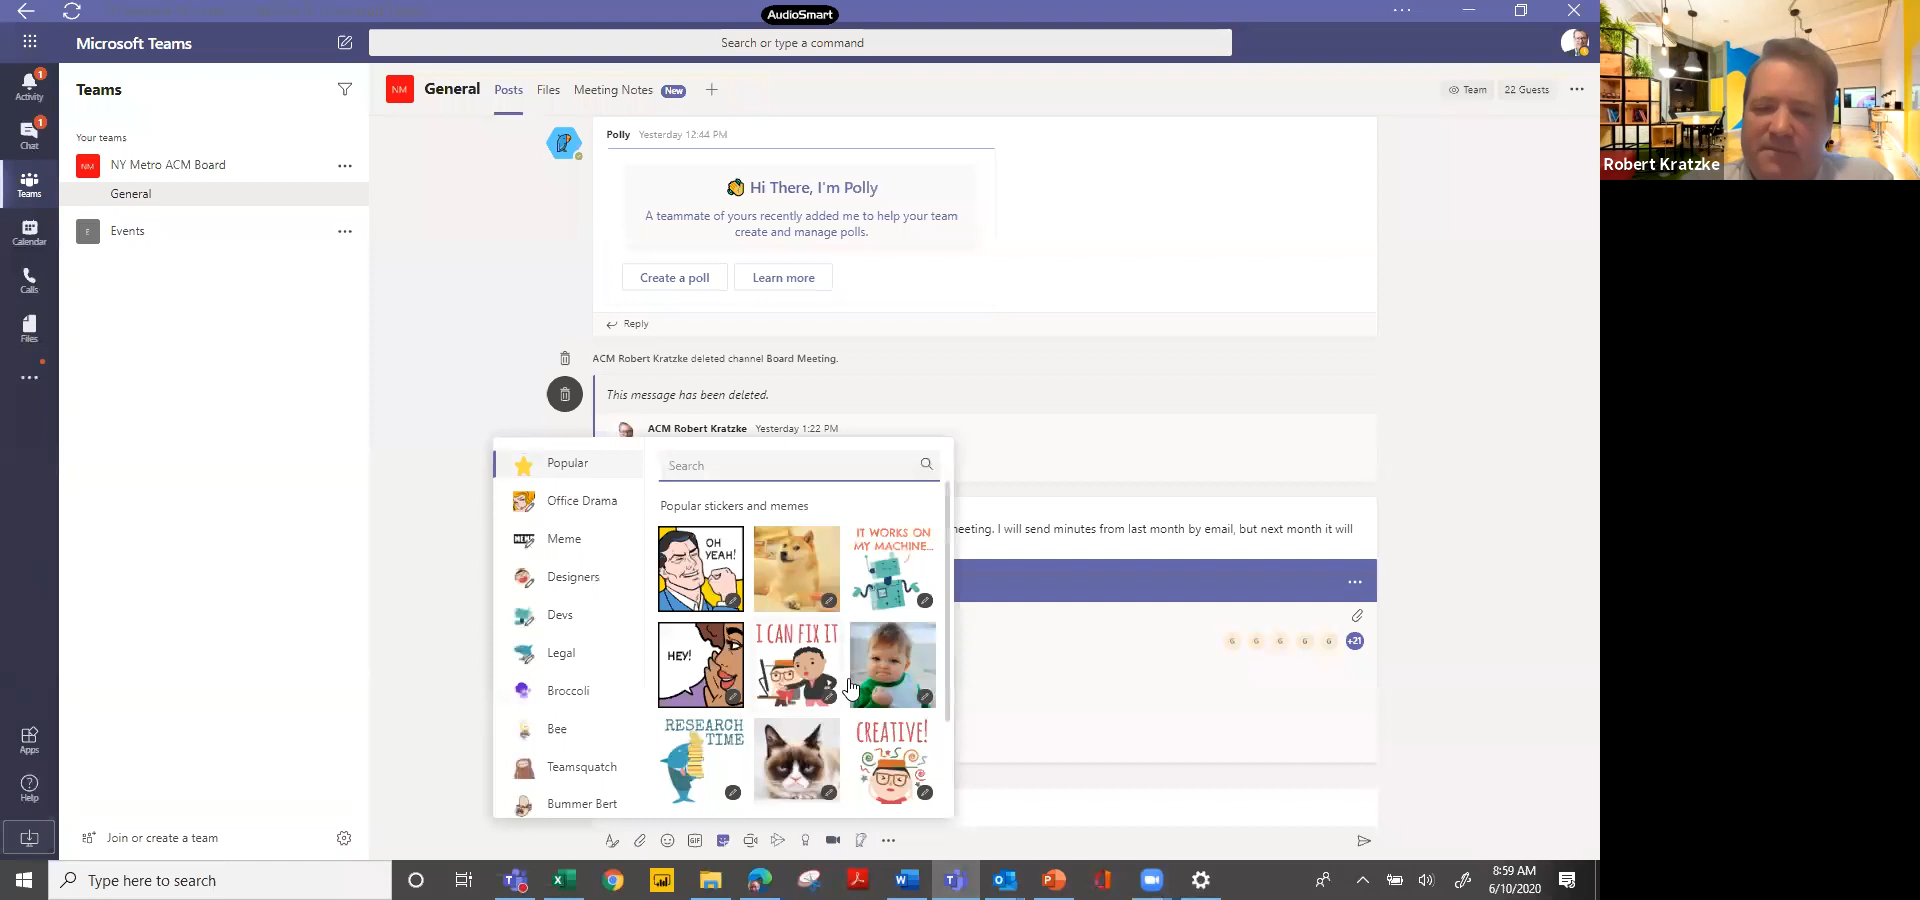 AudioSmart
Microsoft Teams
Search or type a command
Activity
1
Chat
1
Teams
Calendar
Calls
Files
Apps
Help
Teams
Your teams
NM
NY Metro ACM Board
General
E
Events
Join or create a team
NM
General
Posts
Files
Meeting Notes
New
Team
22 Guests
Polly
Yesterday 12:44 PM
Hi There, I'm Polly
A teammate of yours recently added me to help your team
create and manage polls.
Create a poll
Learn more
Reply
ACM Robert Kratzke deleted channel Board Meeting.
This message has been deleted.
ACM Robert Kratzke
Yesterday 1:22 PM
neeting. I will send minutes from last month by email, but next month it will
G G G G G +21
Popular
Office Drama
Meme
Designers
Devs
Legal
Broccoli
Bee
Teamsquatch
Bummer Bert
Search
Popular stickers and memes
OH
YEAH!
IT WORKS ON
MY MACHINE...
HEY!
I CAN FIX IT
RESEARCH
TIME
CREATIVE!
GIF
Type here to search
8:59 AM
6/10/2020
Robert Kratzke